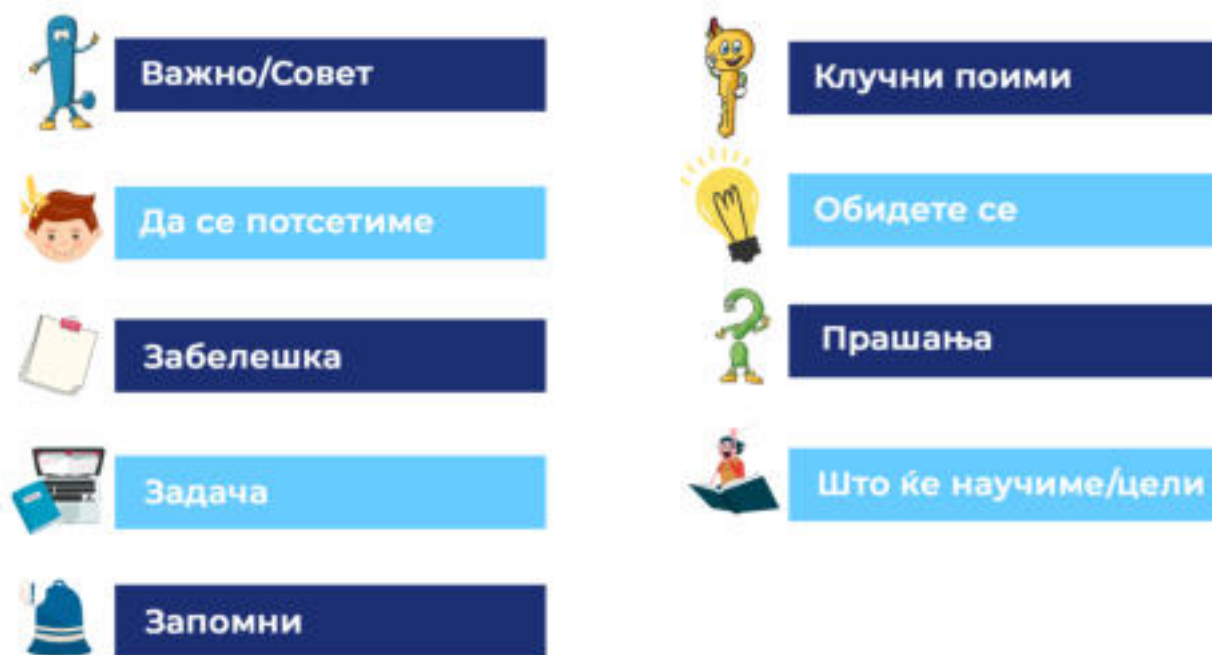 Важно/Совет
Да се потсетиме
Забелешка
Задача
Запомни
Клучни поими
Обидете се
Прашања
Што ќе научиме/цели